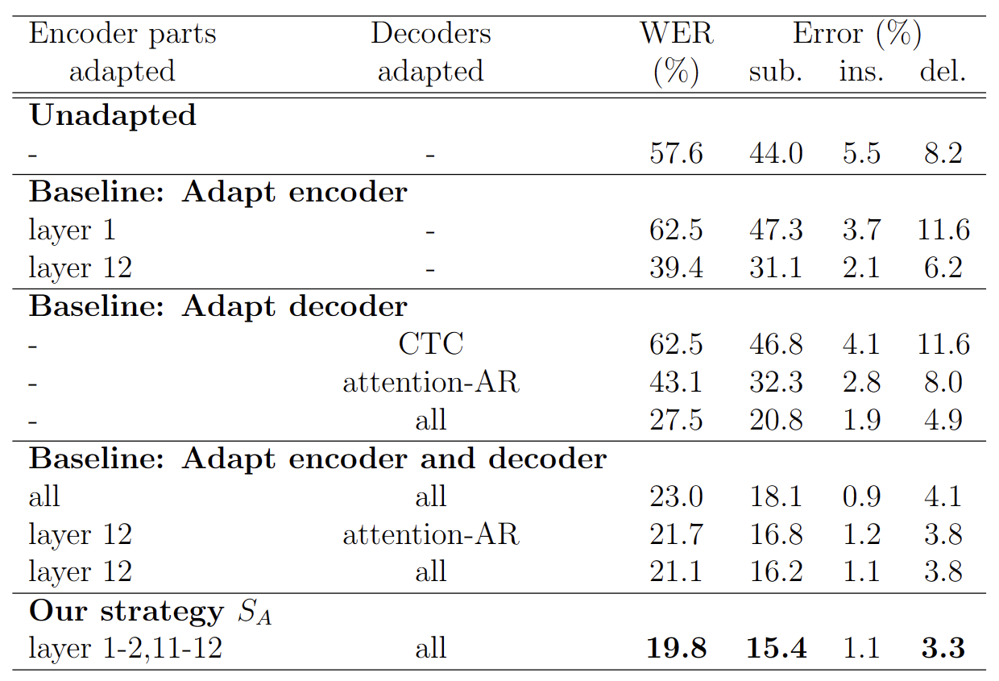 Encoder parts Decoders WER Error (%)
adapted adapted (%) sub. ins. del.
Unadapted
- - 57.6 44.0 5.5 8.2
Baseline: Adapt encoder
layer 1 - 62.5 47.3 3.7 11.6
layer 12 - 39.4 31.1 2.1 6.2
Baseline: Adapt decoder
- CTC 62.5 46.8 4.1 11.6
- attention-AR 43.1 32.3 2.8 8.0
- all 27.5 20.8 1.9 4.9
Baseline: Adapt encoder and decoder
all all 23.0 18.1 0.9 4.1
layer 12 attention-AR 21.7 16.8 1.2 3.8
layer 12 all 21.1 16.2 1.1 3.8
Our strategy S_A
layer 1-2,11-12 all 19.8 15.4 1.1 3.3